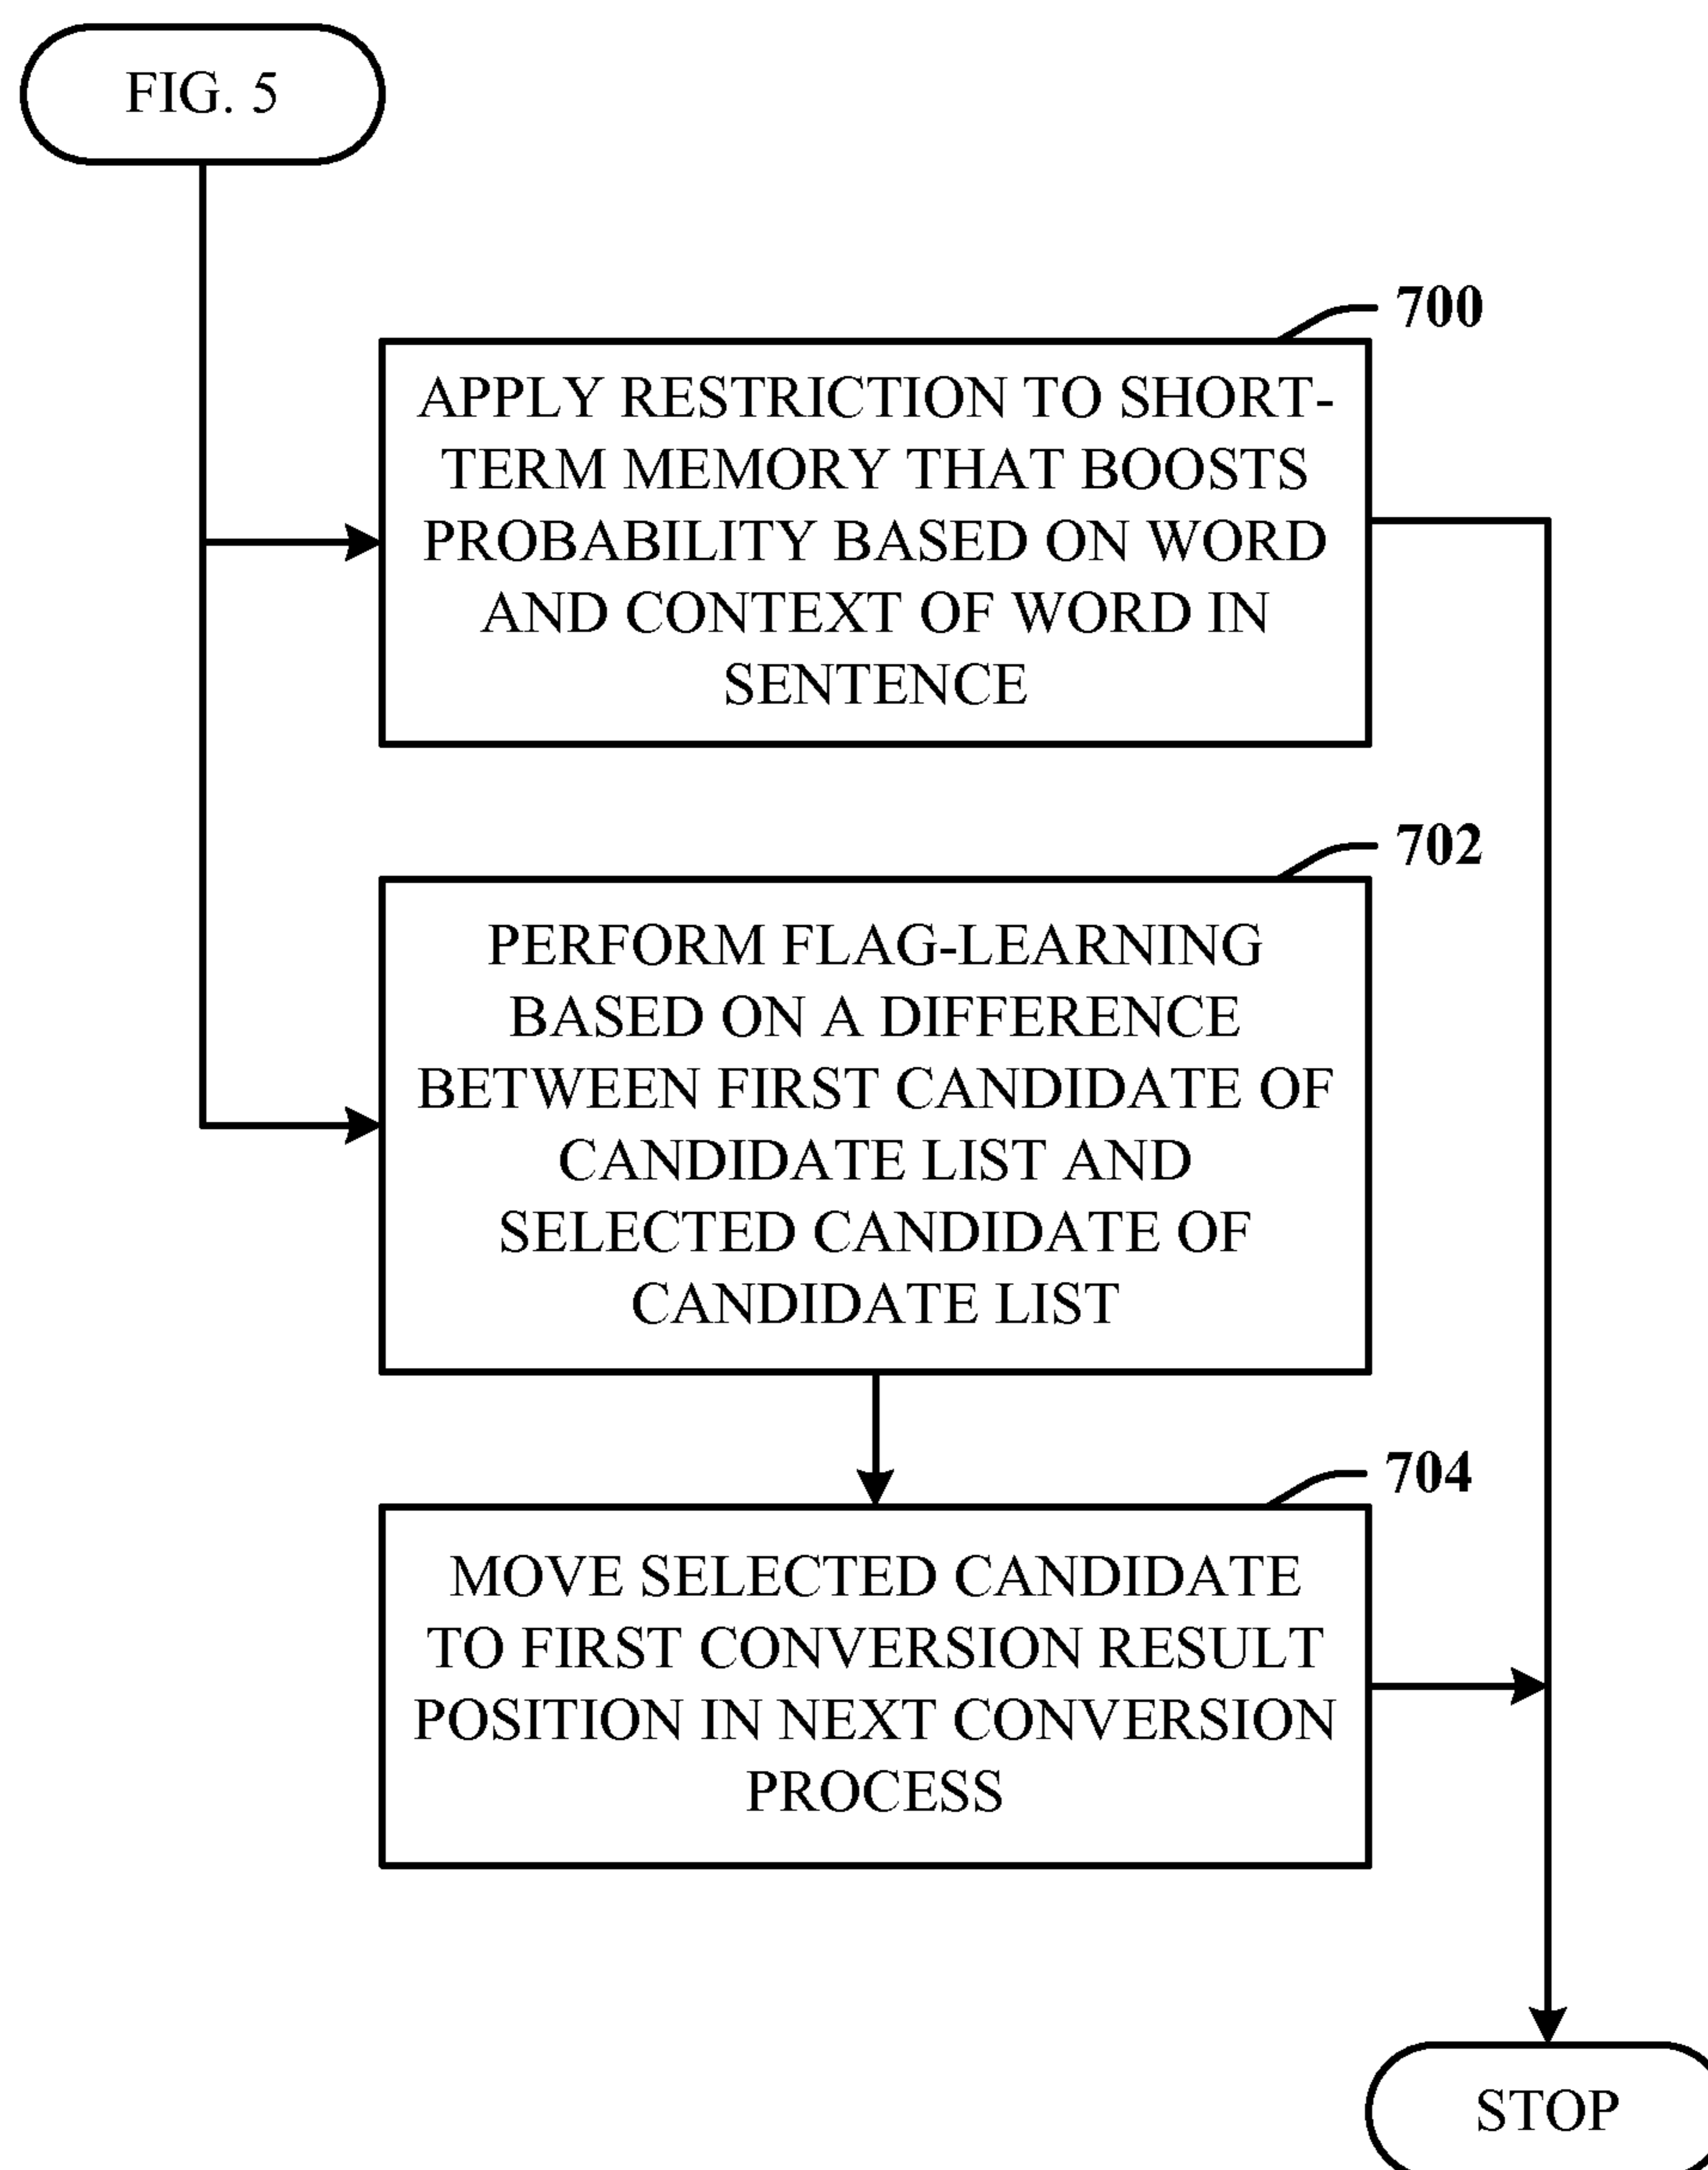 FIG. 5
700
APPLY RESTRICTION TO SHORT-
TERM MEMORY THAT BOOSTS
PROBABILITY BASED ON WORD
AND CONTEXT OF WORD IN
SENTENCE
702
PERFORM FLAG-LEARNING
BASED ON A DIFFERENCE
BETWEEN FIRST CANDIDATE OF
CANDIDATE LIST AND
SELECTED CANDIDATE OF
CANDIDATE LIST
704
MOVE SELECTED CANDIDATE
TO FIRST CONVERSION RESULT
POSITION IN NEXT CONVERSION
PROCESS
STOP